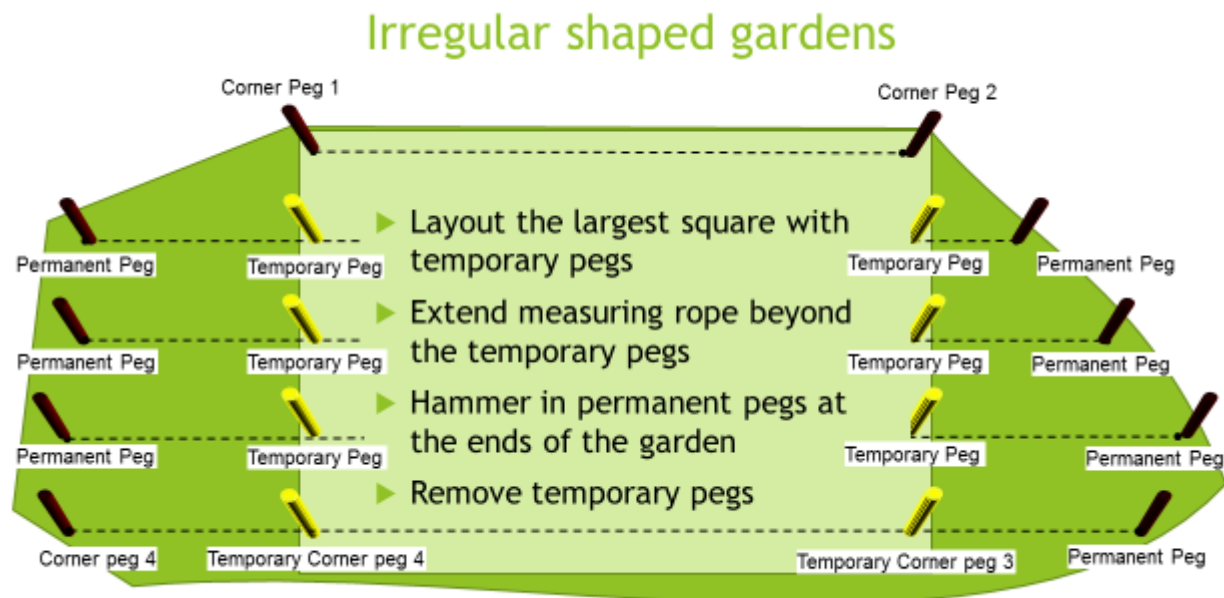 Irregular shaped gardens
Corner Peg 1
Corner Peg 2
▶ Layout the largest square with
temporary pegs
Permanent Peg
Temporary Peg
Temporary Peg
Permanent Peg
▶ Extend measuring rope beyond
the temporary pegs
Permanent Peg
Temporary Peg
Temporary Peg
Permanent Peg
▶ Hammer in permanent pegs at
the ends of the garden
Permanent Peg
Temporary Peg
Temporary Peg
Permanent Peg
▶ Remove temporary pegs
Corner peg 4
Temporary Corner peg 4
Temporary Corner peg 3
Permanent Peg